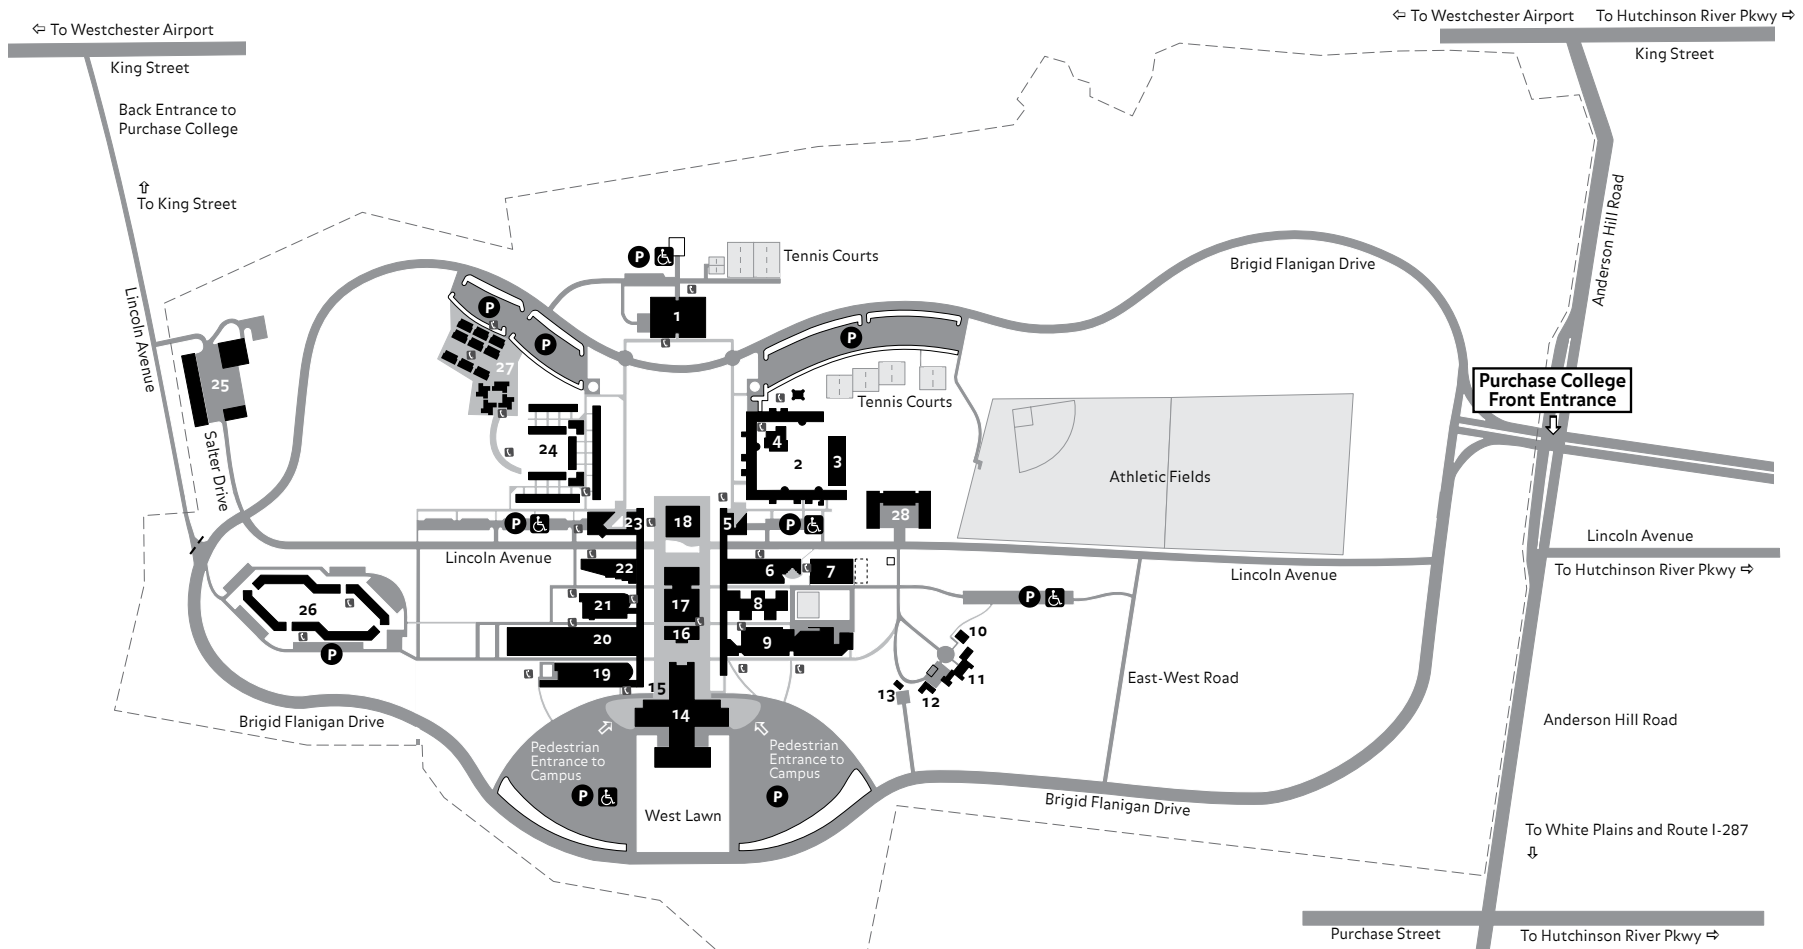 ⇦ To Westchester Airport
King Street
Back Entrance to
Purchase College
⇧
To King Street
⇦ To Westchester Airport
To Hutchinson River Pkwy ⇨
King Street
Anderson Hill Road
Brigid Flanigan Drive
Tennis Courts
P
1
Lincoln Avenue
P
P
P
27
25
Salter Drive
Tennis Courts
Purchase College
Front Entrance
⇩
24
4
2
3
Athletic Fields
28
P
23
18
5
P
Lincoln Avenue
Lincoln Avenue
To Hutchinson River Pkwy ⇨
Lincoln Avenue
22
6
7
26
P
21
17
8
P
16
20
9
10
19
15
11
13
12
East-West Road
14
Brigid Flanigan Drive
Anderson Hill Road
Pedestrian
Entrance to
Campus
P
Pedestrian
Entrance to
Campus
P
West Lawn
Brigid Flanigan Drive
To White Plains and Route I-287
⇩
Purchase Street
To Hutchinson River Pkwy ⇨